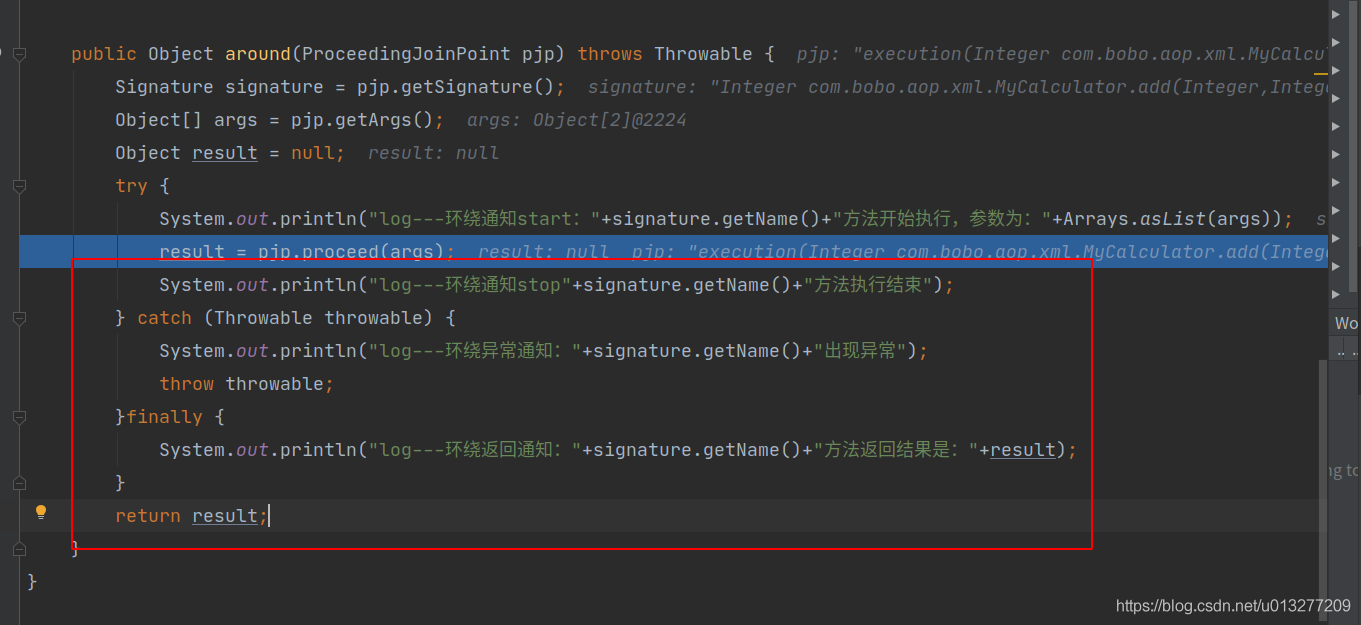 public Object around(ProceedingJoinPoint pjp) throws Throwable {  pjp: "execution(Integer com.bobo.aop.xml.MyCalcu
Signature signature = pjp.getSignature();  signature: "Integer com.bobo.aop.xml.MyCalculator.add(Integer,Intege
Object[] args = pjp.getArgs();  args: Object[2]@2224
Object result = null;  result: null
try {
System.out.println("log---环绕通知start："+signature.getName()+"方法开始执行，参数为："+Arrays.asList(args));  s
result = pjp.proceed(args);  result: null  pjp: "execution(Integer com.bobo.aop.xml.MyCalculator.add(Intege
System.out.println("log---环绕通知stop"+signature.getName()+"方法执行结束");
} catch (Throwable throwable) {
System.out.println("log---环绕异常通知："+signature.getName()+"出现异常");
throw throwable;
}finally {
System.out.println("log---环绕返回通知："+signature.getName()+"方法返回结果是："+result);
}
return result;
}
}
Wo
ng to
https://blog.csdn.net/u013277209